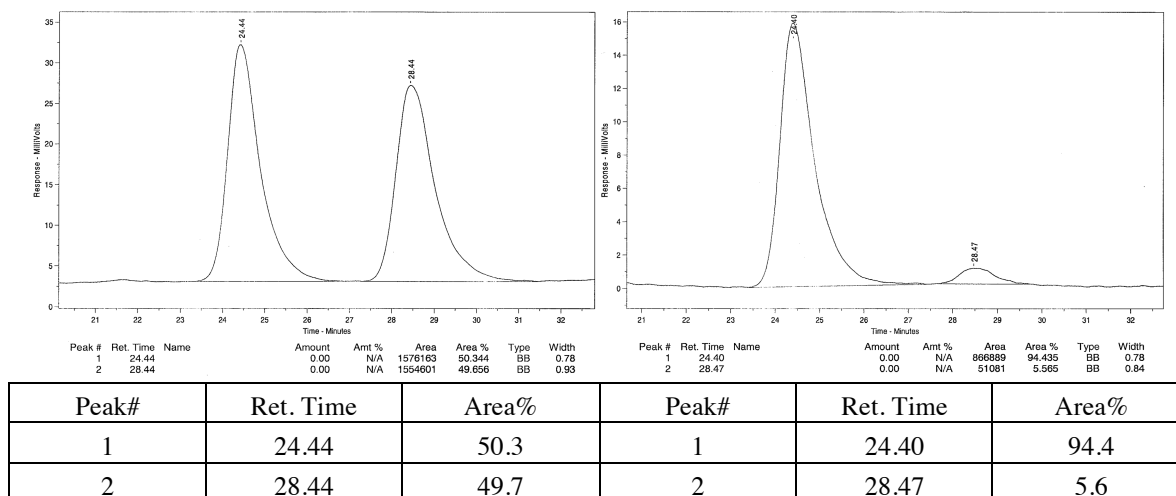 35
30
25
20
15
10
5
0
Response - MilliVolts
- 24.44
- 28.44
21 22 23 24 25 26 27 28 29 30 31 32
Time - Minutes
Peak # Ret. Time Name Amount Amt % Area Area % Type Width
1 24.44 0.00 N/A 1576163 50.344 BB 0.78
2 28.44 0.00 N/A 1554601 49.656 BB 0.93
16
14
12
10
8
6
4
2
0
Response - MilliVolts
- 24.40
- 28.47
21 22 23 24 25 26 27 28 29 30 31 32
Time - Minutes
Peak # Ret. Time Name Amount Amt % Area Area % Type Width
1 24.40 0.00 N/A 866889 94.435 BB 0.78
2 28.47 0.00 N/A 51081 5.565 BB 0.84
Peak# Ret. Time Area% Peak# Ret. Time Area%
1 24.44 50.3 1 24.40 94.4
2 28.44 49.7 2 28.47 5.6